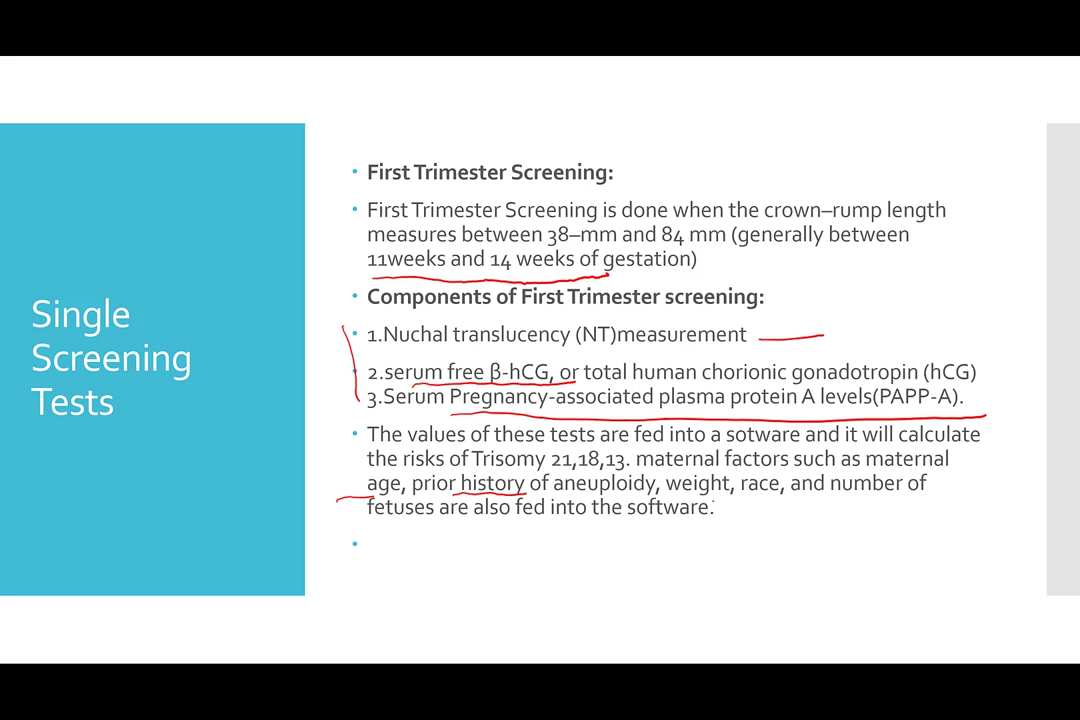 Single
Screening
Tests
• First Trimester Screening:
• First Trimester Screening is done when the crown–rump length
measures between 38–mm and 84 mm (generally between
11weeks and 14 weeks of gestation)
• Components of First Trimester screening:
• 1.Nuchal translucency (NT)measurement
• 2.serum free β-hCG, or total human chorionic gonadotropin (hCG)
3.Serum Pregnancy-associated plasma protein A levels(PAPP-A).
• The values of these tests are fed into a sotware and it will calculate
the risks of Trisomy 21,18,13. maternal factors such as maternal
age, prior history of aneuploidy, weight, race, and number of
fetuses are also fed into the software.
•